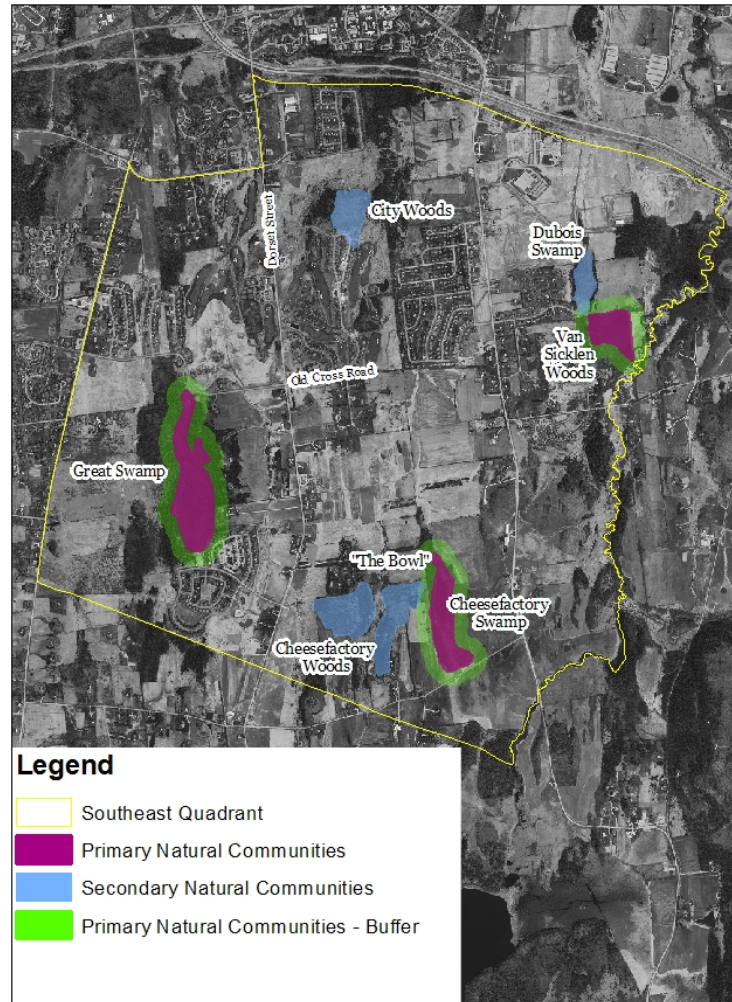 City Woods
Dorset Street
Dubois
Swamp
Van
Sicklen
Woods
Old Cross Road
Great Swamp
"The Bowl"
Cheesefactory
Swamp
Cheesefactory
Woods
Legend
Southeast Quadrant
Primary Natural Communities
Secondary Natural Communities
Primary Natural Communities - Buffer